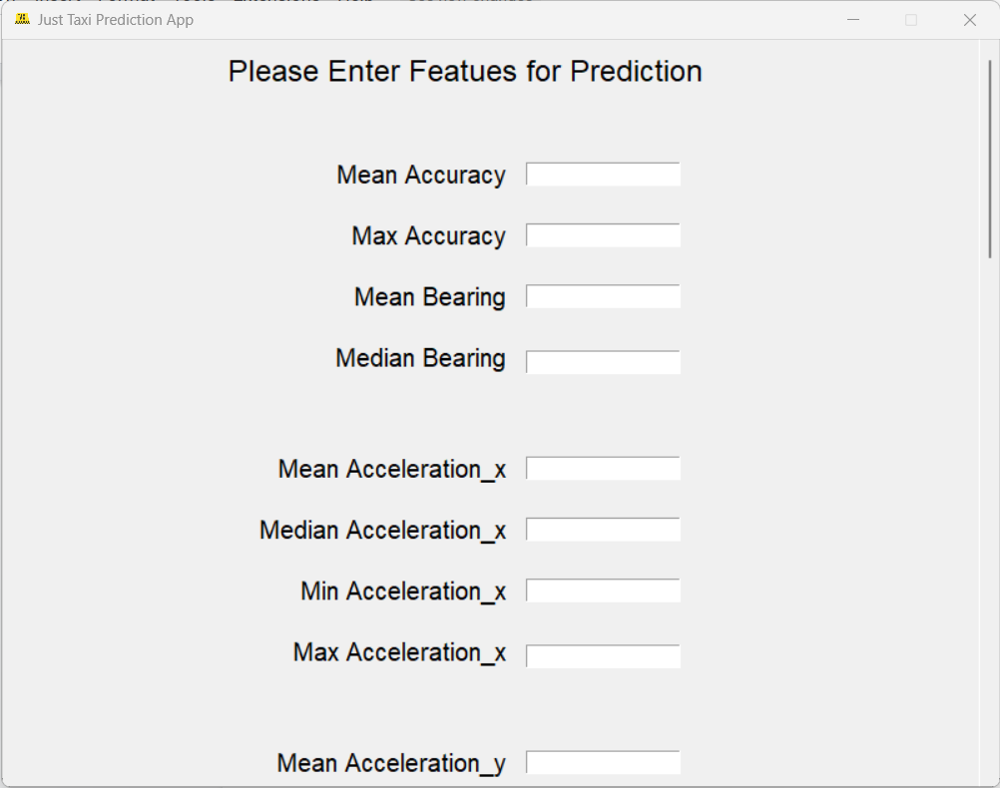 Just Taxi Prediction App
Please Enter Featues for Prediction
Mean Accuracy
Max Accuracy
Mean Bearing
Median Bearing
Mean Acceleration_x
Median Acceleration_x
Min Acceleration_x
Max Acceleration_x
Mean Acceleration_y